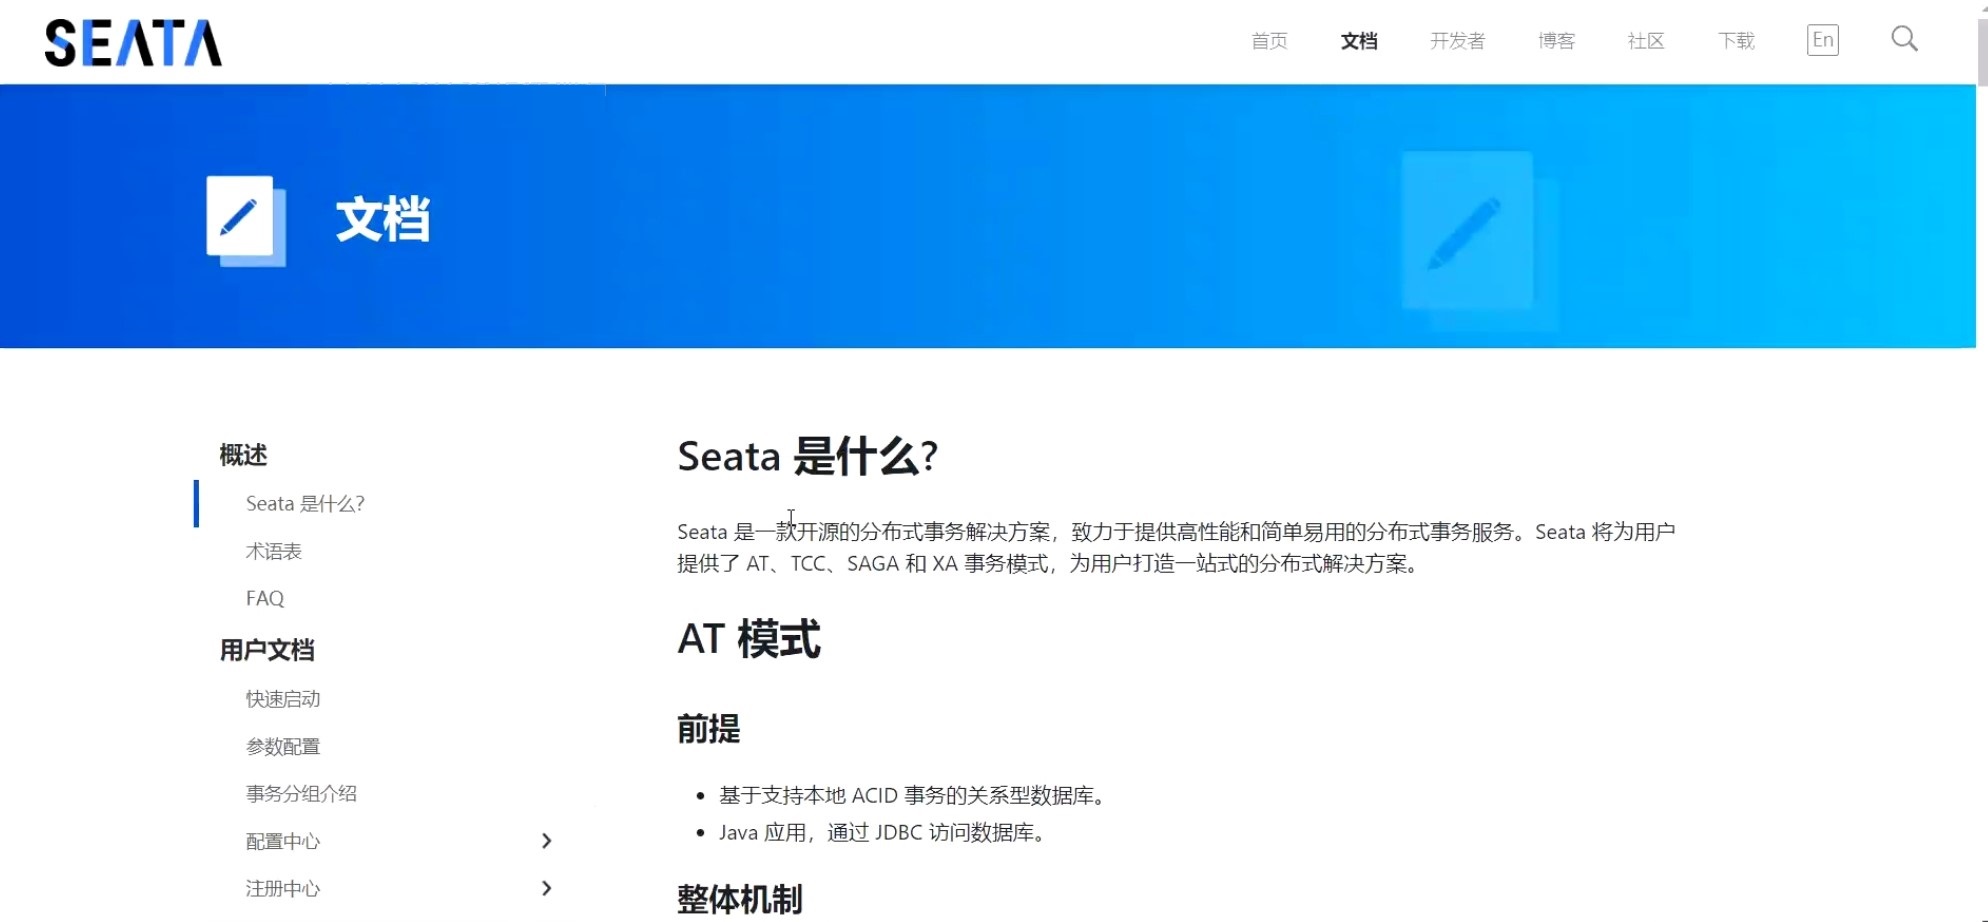 SEATA
首页
文档
开发者
博客
社区
下载
En
文档
概述
Seata 是什么？
术语表
FAQ
用户文档
快速启动
参数配置
事务分组介绍
配置中心
注册中心
Seata 是什么？
Seata 是一款开源的分布式事务解决方案，致力于提供高性能和简单易用的分布式事务服务。Seata 将为用户
提供了 AT、TCC、SAGA 和 XA 事务模式，为用户打造一站式的分布式解决方案。
AT 模式
前提
基于支持本地 ACID 事务的关系型数据库。
Java 应用，通过 JDBC 访问数据库。
整体机制